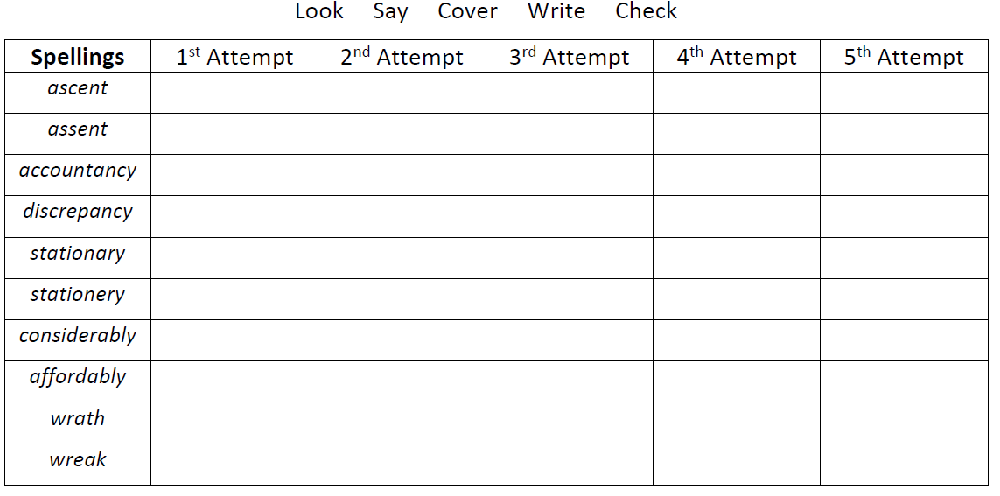 Look Say Cover Write Check
Spellings 1st Attempt 2nd Attempt 3rd Attempt 4th Attempt 5th Attempt
ascent
assent
accountancy
discrepancy
stationary
stationery
considerably
affordably
wrath
wreak